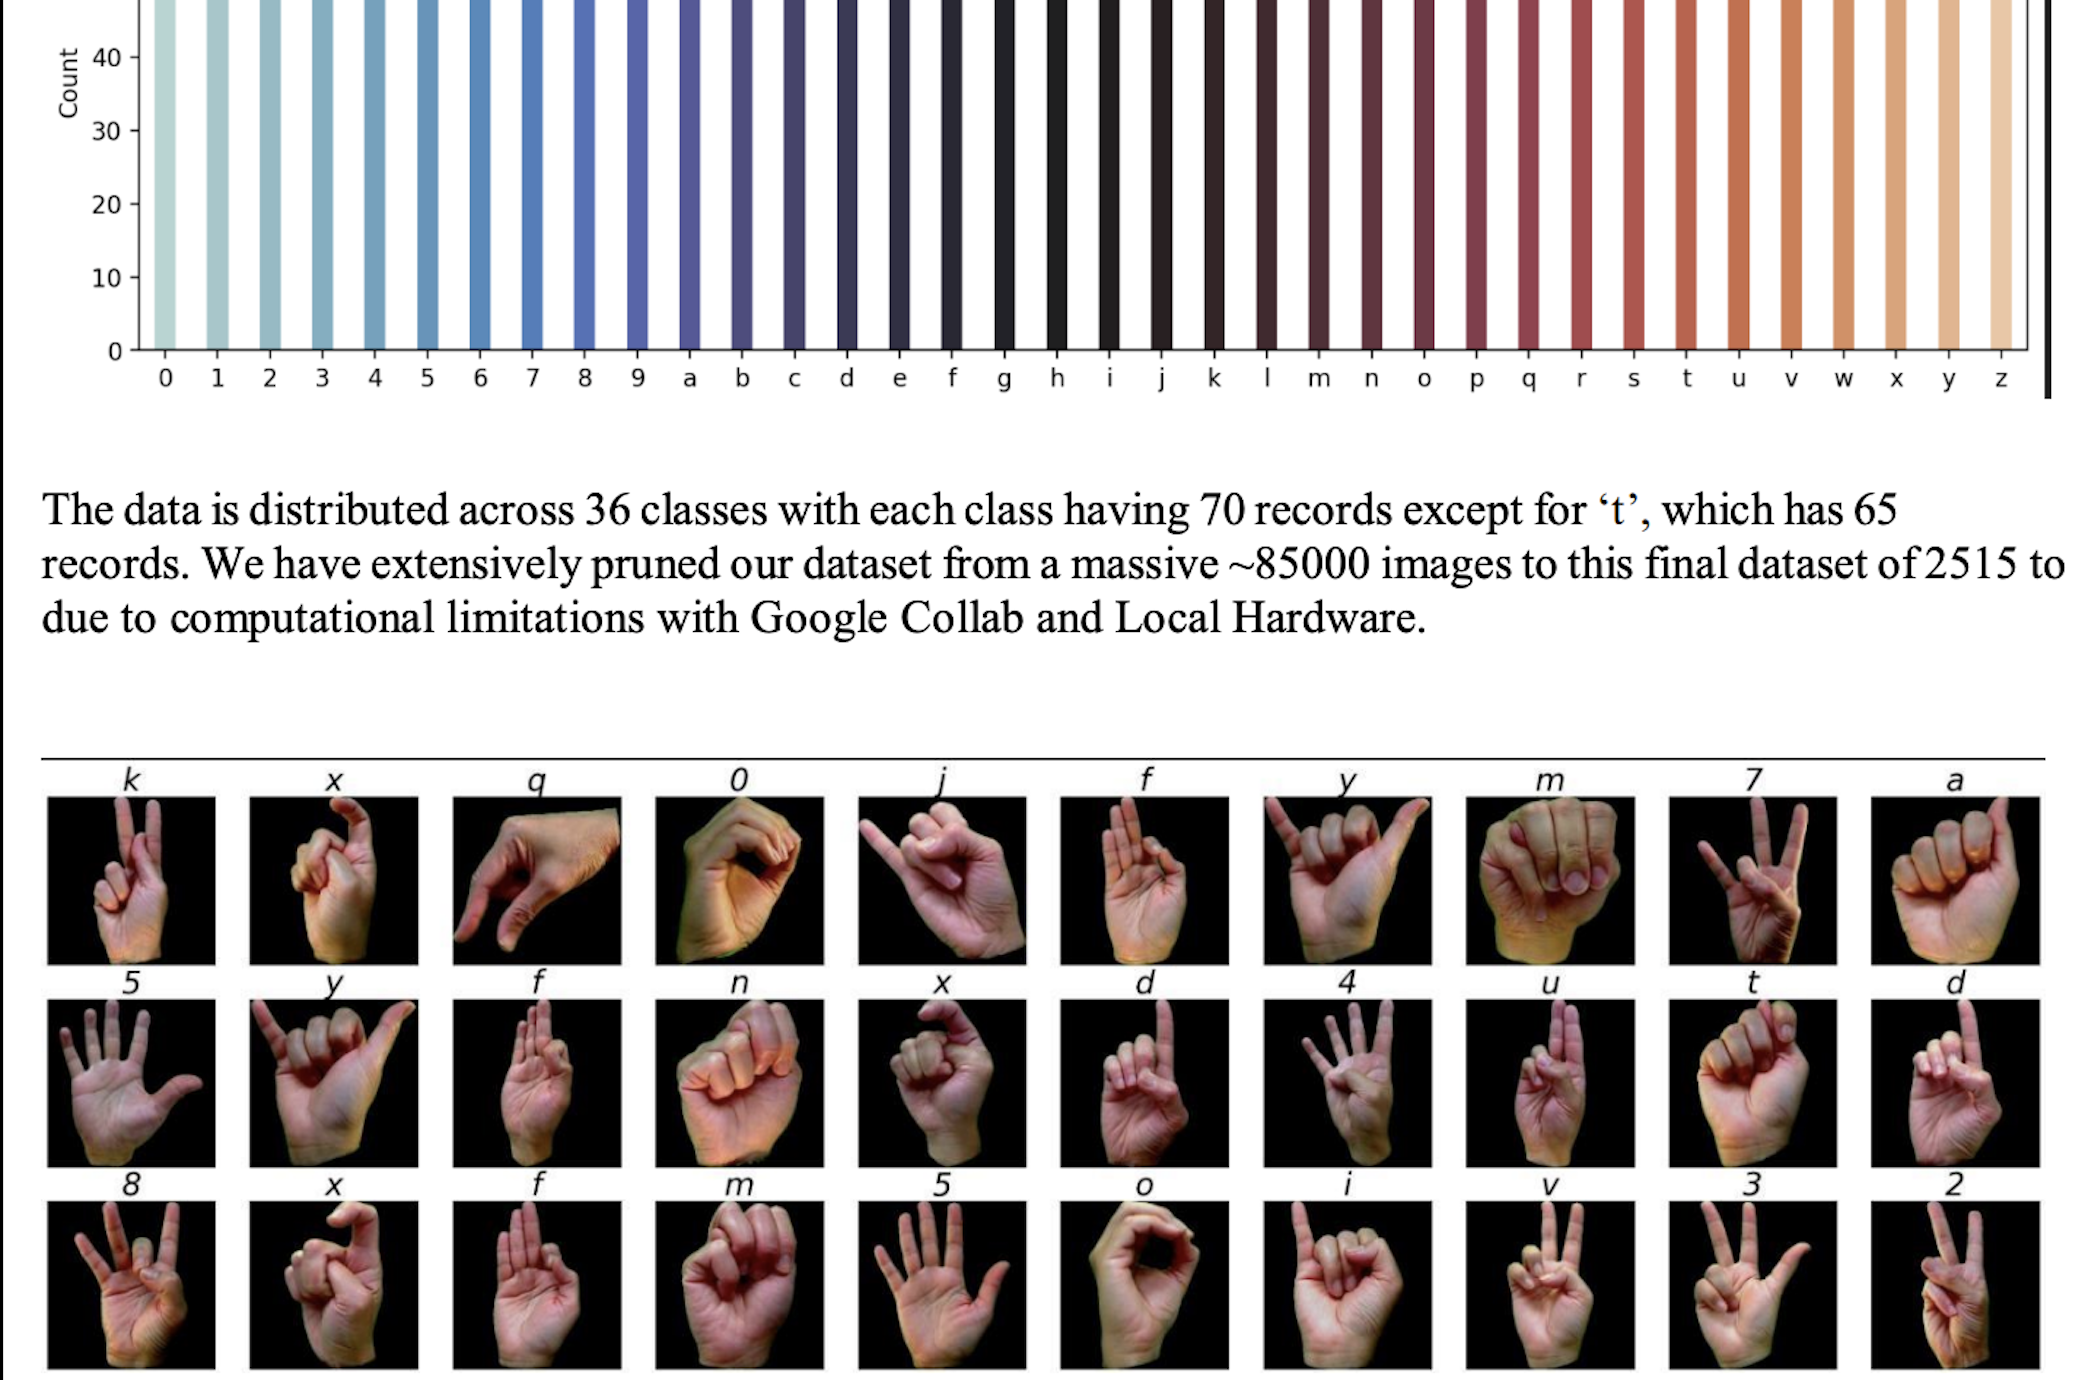 Count
40
30
20
10
0
0 1 2 3 4 5 6 7 8 9 a b c d e f g h i j k l m n o p q r s t u v w x y z
The data is distributed across 36 classes with each class having 70 records except for ‘t’, which has 65
records. We have extensively pruned our dataset from a massive ~85000 images to this final dataset of 2515 to
due to computational limitations with Google Collab and Local Hardware.
k x q 0 j f y m 7 a
5 y f n x d 4 u t d
8 x f m 5 o i v 3 2